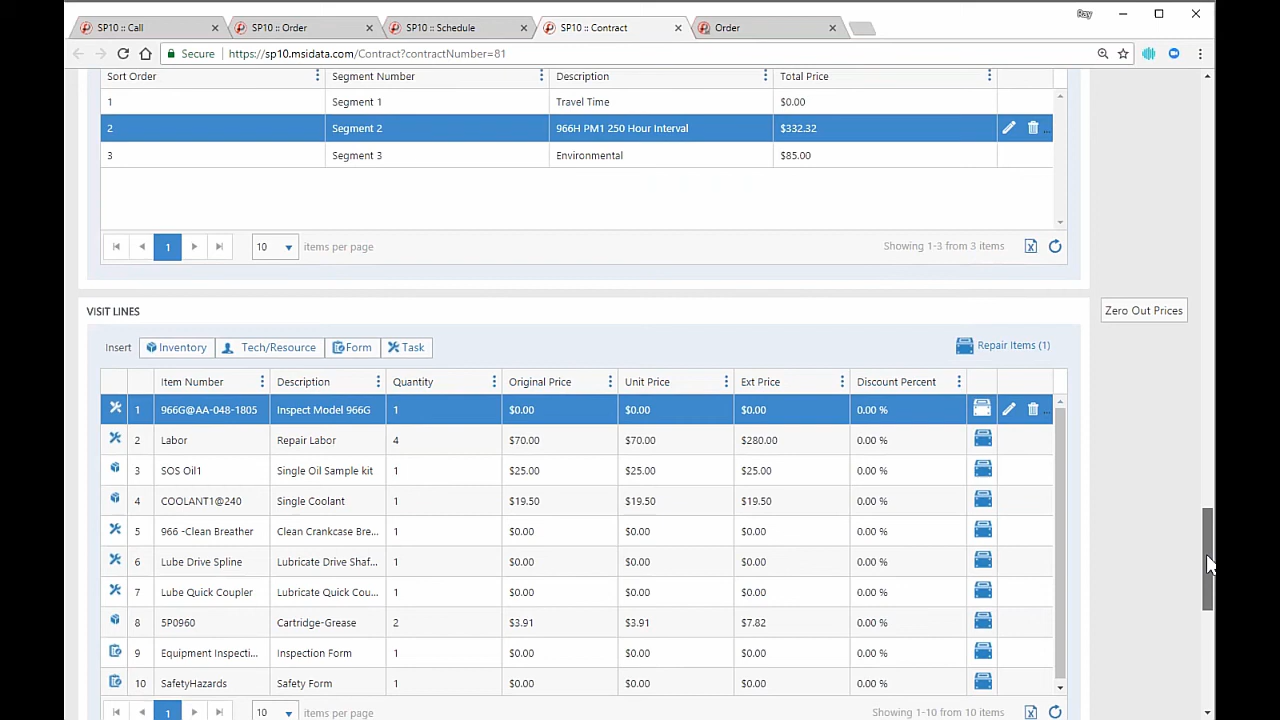 Ray
SP10 :: Call SP10 :: Order SP10 :: Schedule SP10 :: Contract Order
Secure https://sp10.msidata.com/Contract?contractNumber=81
Sort Order Segment Number Description Total Price
1 Segment 1 Travel Time $0.00
2 Segment 2 966H PM1 250 Hour Interval $332.32 ...
3 Segment 3 Environmental $85.00
1 10 items per page Showing 1-3 from 3 items
VISIT LINES Zero Out Prices
Insert Inventory Tech/Resource Form Task Repair Items (1)
Item Number Description Quantity Original Price Unit Price Ext Price Discount Percent
1 966G@AA-048-1805 Inspect Model 966G 1 $0.00 $0.00 $0.00 0.00 % ...
2 Labor Repair Labor 4 $70.00 $70.00 $280.00 0.00 %
3 SOS Oil1 Single Oil Sample kit 1 $25.00 $25.00 $25.00 0.00 %
4 COOLANT1@240 Single Coolant 1 $19.50 $19.50 $19.50 0.00 %
5 966 -Clean Breather Clean Crankcase Bre... 1 $0.00 $0.00 $0.00 0.00 %
6 Lube Drive Spline Lubricate Drive Shaf... 1 $0.00 $0.00 $0.00 0.00 %
7 Lube Quick Coupler Lubricate Quick Cou... 1 $0.00 $0.00 $0.00 0.00 %
8 5P0960 Cartridge-Grease 2 $3.91 $3.91 $7.82 0.00 %
9 Equipment Inspecti... Inspection Form 1 $0.00 $0.00 $0.00 0.00 %
10 SafetyHazards Safety Form 1 $0.00 $0.00 $0.00 0.00 %
1 10 items per page Showing 1-10 from 10 items